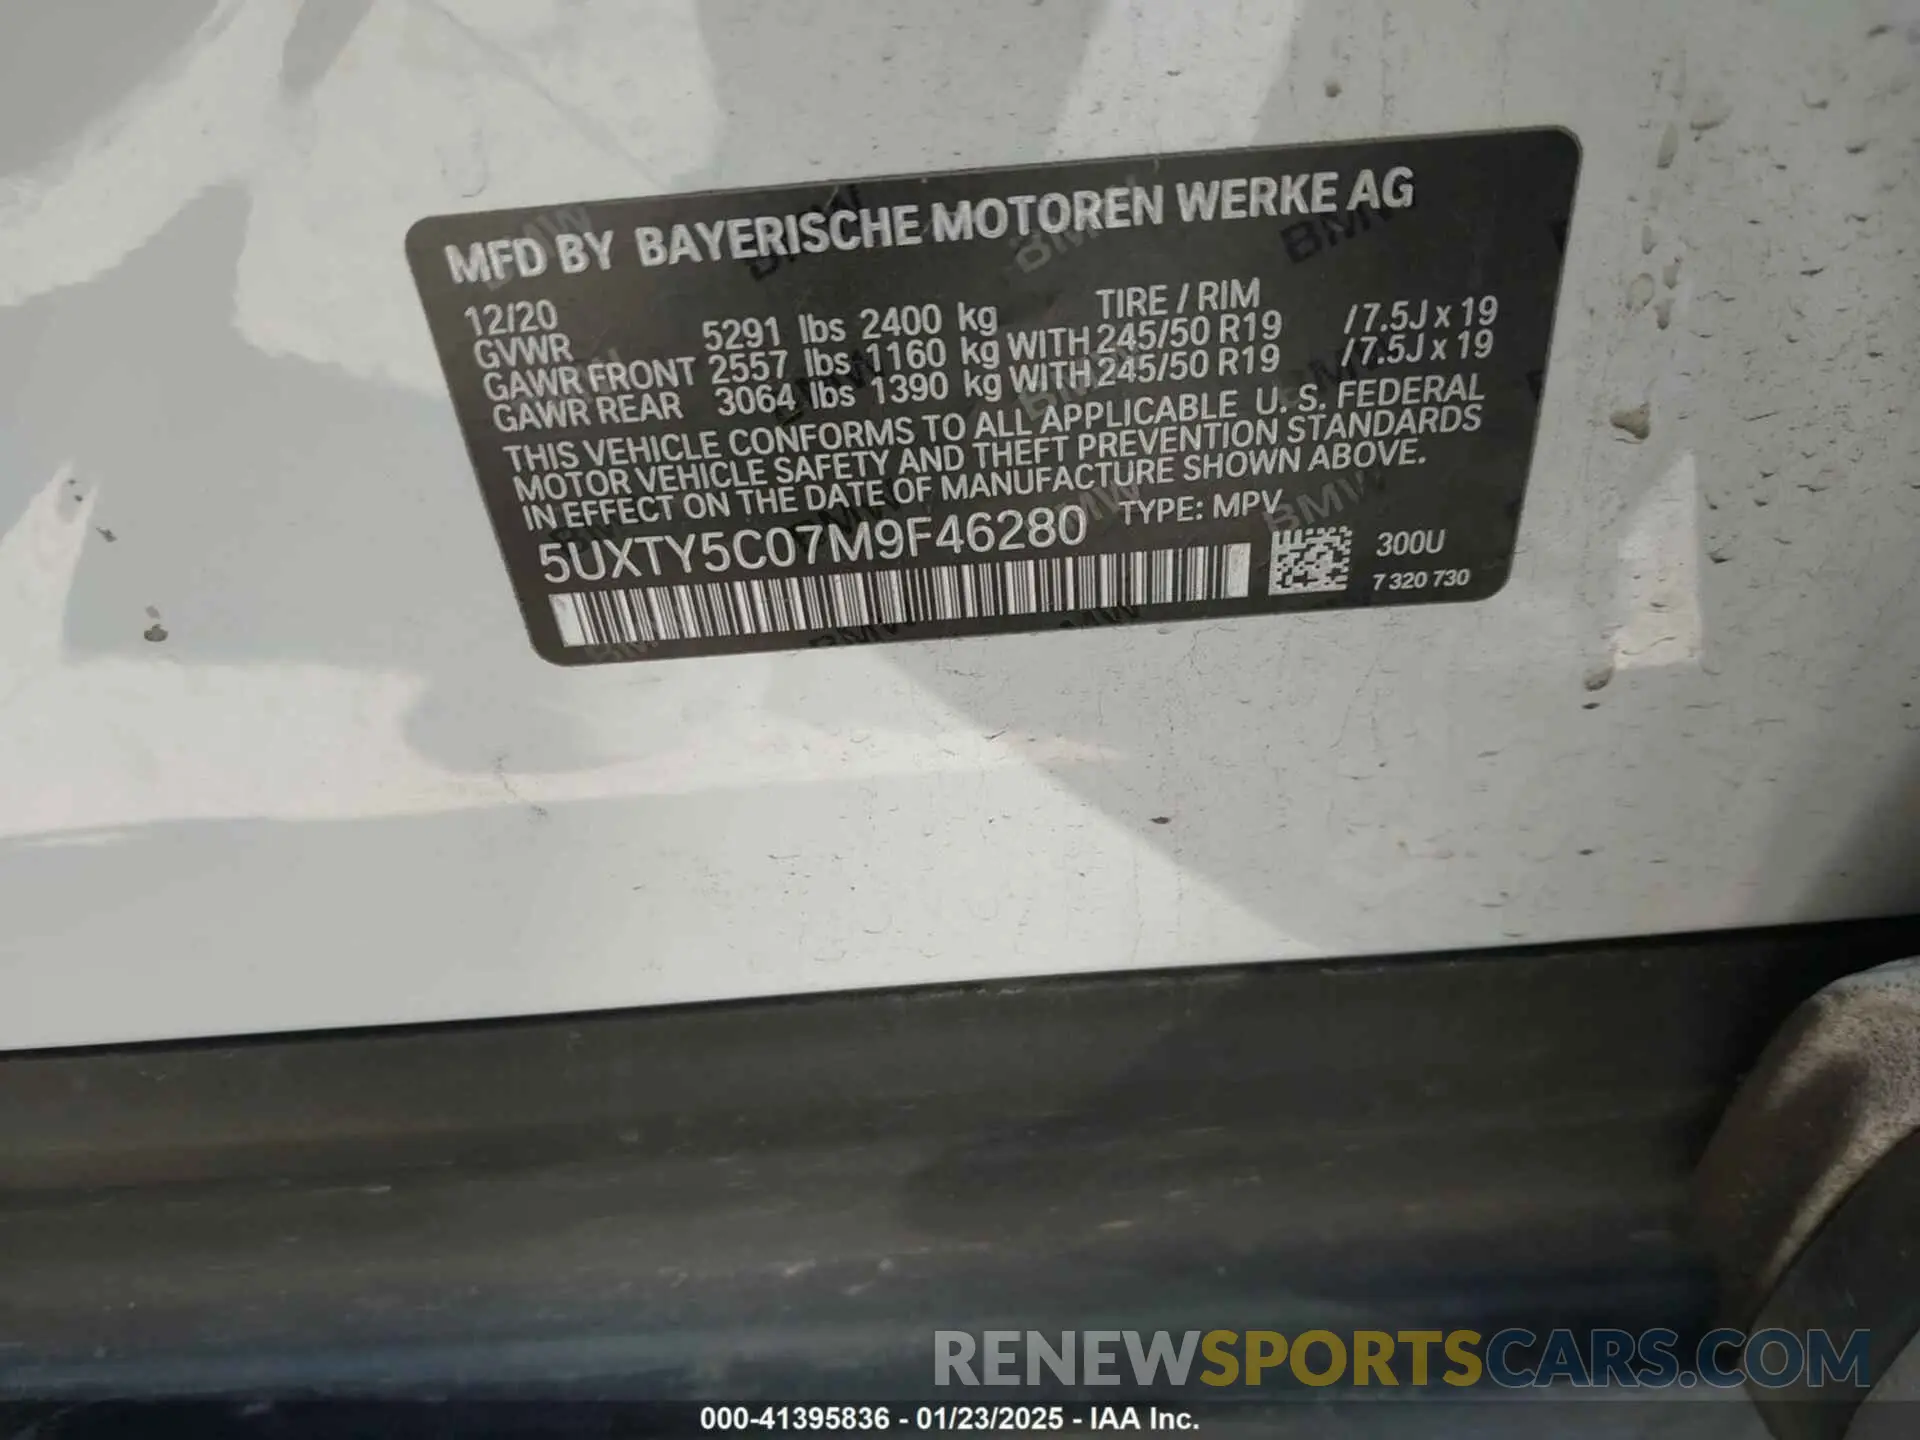 MFD BY BAYERISCHE MOTOREN WERKE AG
12/20 TIRE / RIM
GVWR 5291 lbs 2400 kg
GAWR FRONT 2557 lbs 1160 kg WITH 245/50 R19 /7.5J x 19
GAWR REAR 3064 lbs 1390 kg WITH 245/50 R19 /7.5J x 19
THIS VEHICLE CONFORMS TO ALL APPLICABLE U. S. FEDERAL
MOTOR VEHICLE SAFETY AND THEFT PREVENTION STANDARDS
IN EFFECT ON THE DATE OF MANUFACTURE SHOWN ABOVE.
5UXTY5C07M9F46280 TYPE: MPV
300U
7 320 730
RENEWSPORTSCARS.COM
000-41395836 - 01/23/2025 - IAA Inc.